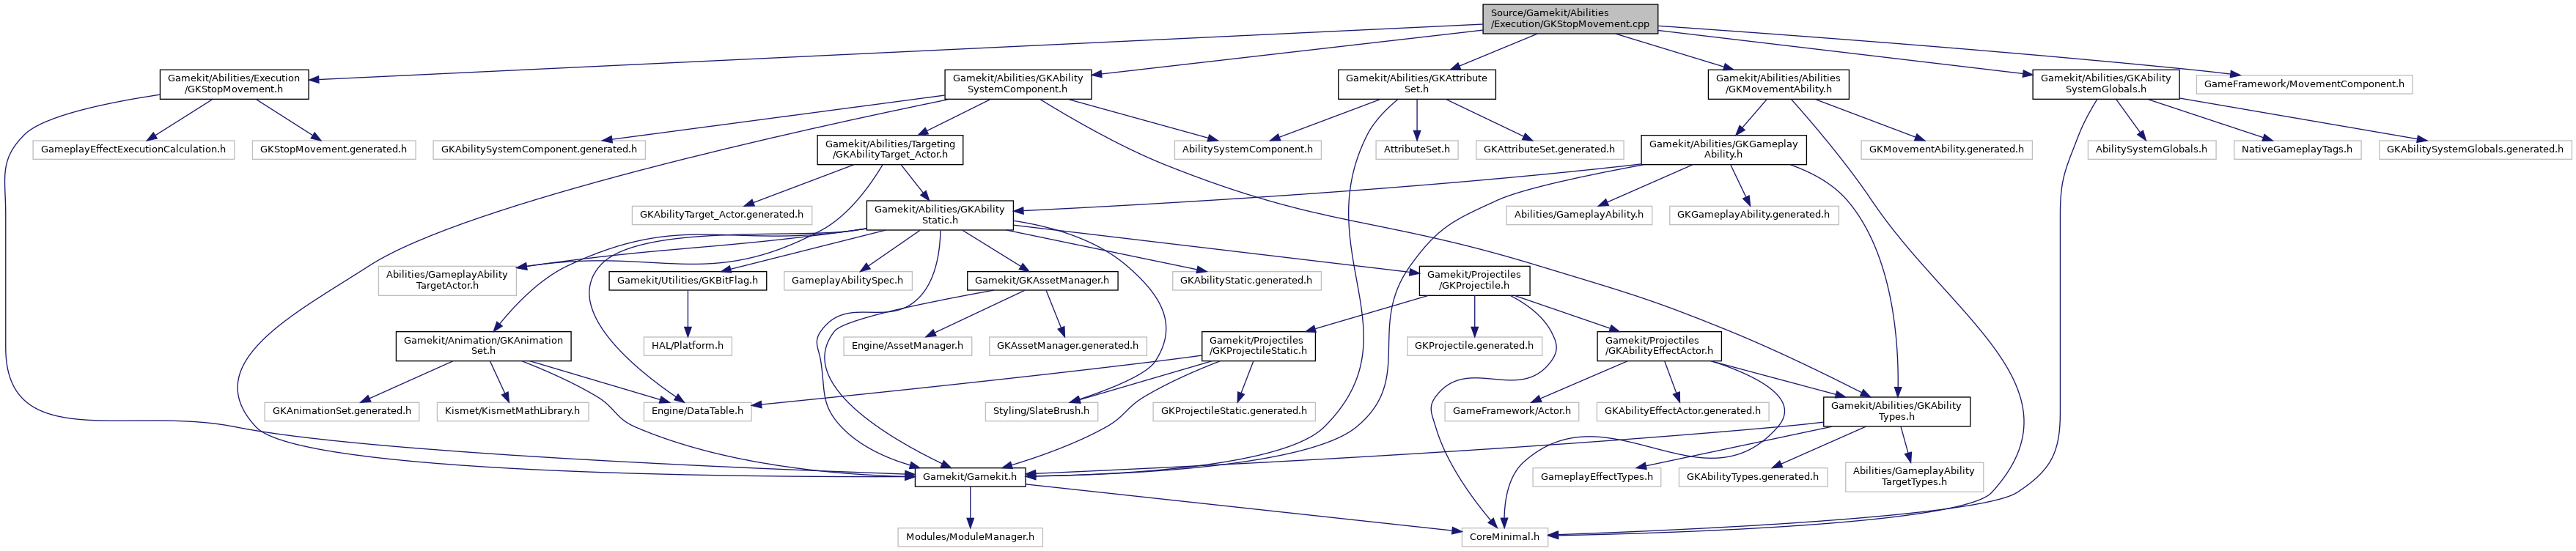 Source/Gamekit/Abilities
/Execution/GKStopMovement.cpp
Gamekit/Abilities/Execution
/GKStopMovement.h
Gamekit/Abilities/GKAbility
SystemComponent.h
Gamekit/Abilities/GKAttribute
Set.h
Gamekit/Abilities/Abilities
/GKMovementAbility.h
Gamekit/Abilities/GKAbility
SystemGlobals.h
GameFramework/MovementComponent.h
GameplayEffectExecutionCalculation.h
GKStopMovement.generated.h
GKAbilitySystemComponent.generated.h
Gamekit/Abilities/Targeting
/GKAbilityTarget_Actor.h
AbilitySystemComponent.h
AttributeSet.h
GKAttributeSet.generated.h
Gamekit/Abilities/GKGameplay
Ability.h
GKMovementAbility.generated.h
AbilitySystemGlobals.h
NativeGameplayTags.h
GKAbilitySystemGlobals.generated.h
GKAbilityTarget_Actor.generated.h
Gamekit/Abilities/GKAbility
Static.h
Abilities/GameplayAbility.h
GKGameplayAbility.generated.h
Abilities/GameplayAbility
TargetActor.h
Gamekit/Utilities/GKBitFlag.h
GameplayAbilitySpec.h
Gamekit/GKAssetManager.h
GKAbilityStatic.generated.h
Gamekit/Projectiles
/GKProjectile.h
Gamekit/Animation/GKAnimation
Set.h
HAL/Platform.h
Engine/AssetManager.h
GKAssetManager.generated.h
Gamekit/Projectiles
/GKProjectileStatic.h
GKProjectile.generated.h
Gamekit/Projectiles
/GKAbilityEffectActor.h
GKAnimationSet.generated.h
Kismet/KismetMathLibrary.h
Engine/DataTable.h
Styling/SlateBrush.h
GKProjectileStatic.generated.h
GameFramework/Actor.h
GKAbilityEffectActor.generated.h
Gamekit/Abilities/GKAbility
Types.h
Gamekit/Gamekit.h
GameplayEffectTypes.h
GKAbilityTypes.generated.h
Abilities/GameplayAbility
TargetTypes.h
Modules/ModuleManager.h
CoreMinimal.h